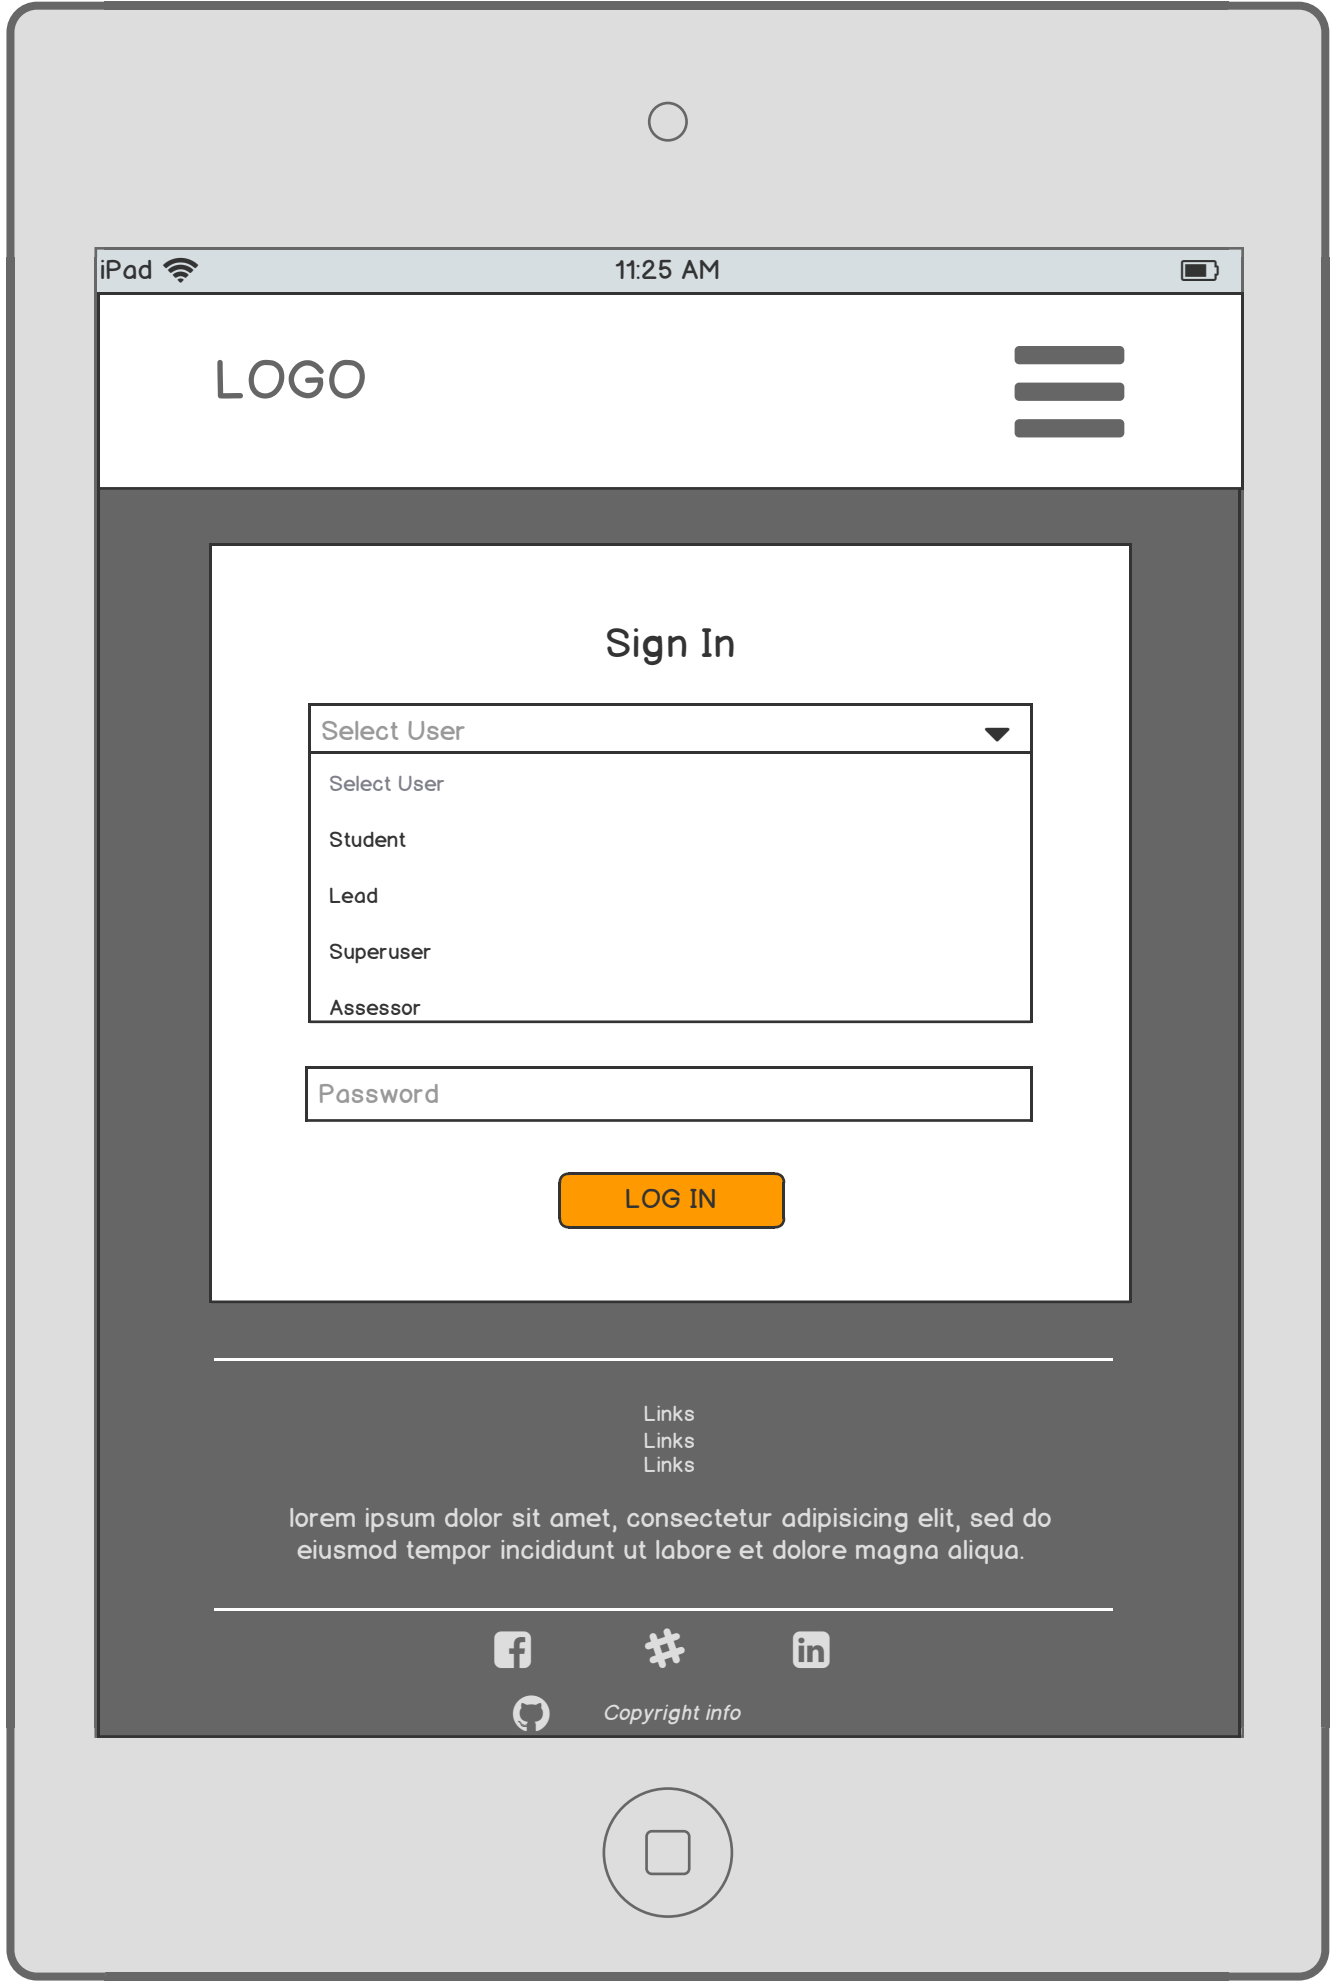 iPad 11:25 AM
LOGO
Sign In
Select User
Select User
Student
Lead
Superuser
Assessor
Password
LOG IN
Links
Links
Links
lorem ipsum dolor sit amet, consectetur adipisicing elit, sed do
eiusmod tempor incididunt ut labore et dolore magna aliqua.
Copyright info